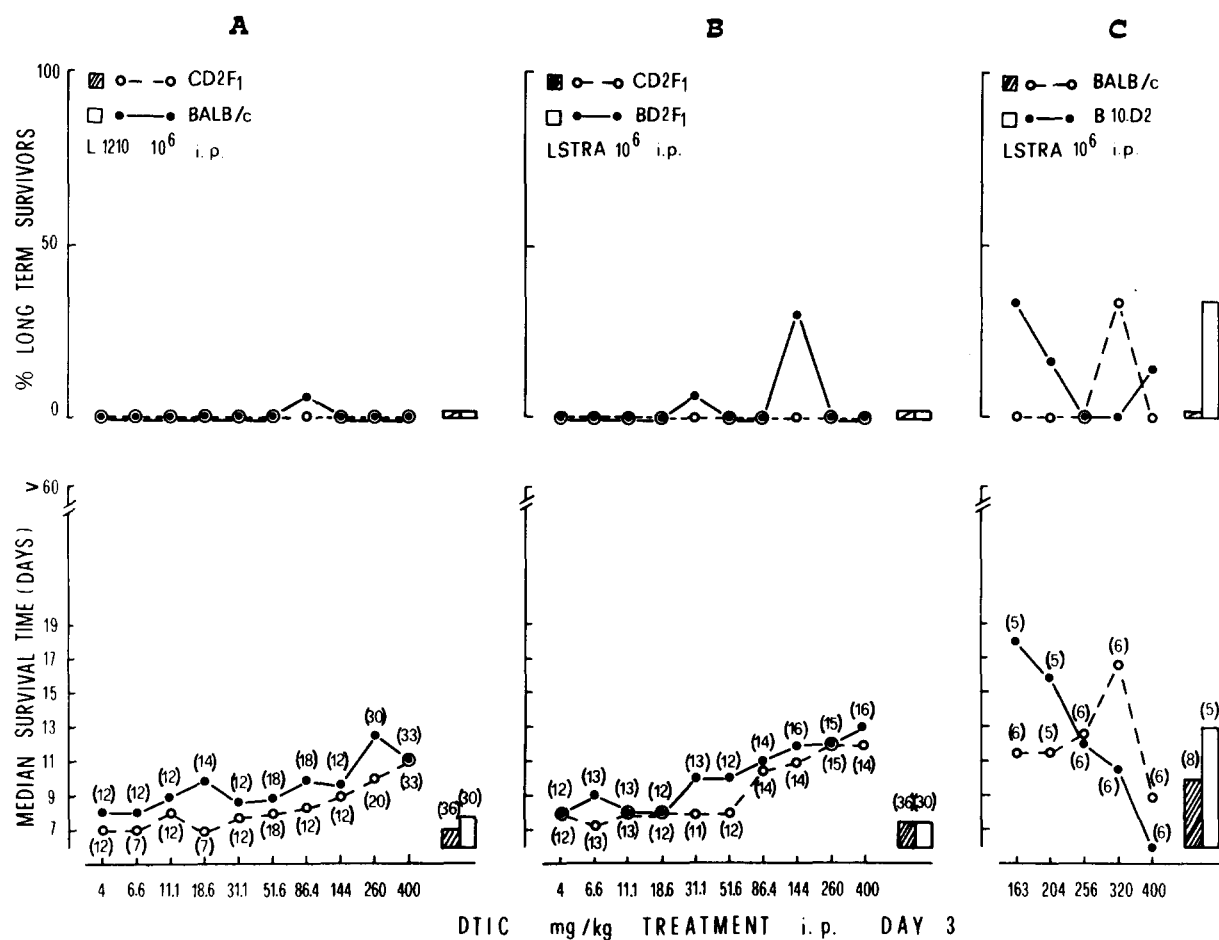 A
B
C
% LONG TERM SURVIVORS
100
50
0
CD2F1
BALB/c
L 1210 10^6 i.p.
CD2F1
BD2F1
LSTRA 10^6 i.p.
BALB/c
B 10.D2
LSTRA 10^6 i.p.
MEDIAN SURVIVAL TIME (DAYS)
>60
19
17
15
13
11
9
7
(12) (12) (12) (14) (12) (18) (18) (12) (30) (33)
(12) (7) (12) (7) (12) (18) (12) (12) (20) (33)
(36) (30)
(12) (13) (12) (12) (13) (12) (14) (16) (15) (16)
(12) (13) (13) (12) (11) (12) (14) (14) (15) (14)
(36)*(30)
(5) (5) (6) (6) (6)
(6) (5) (6) (6) (6)
(8) (5)
4 6.6 11.1 18.6 31.1 51.6 86.4 144 260 400
4 6.6 11.1 18.6 31.1 51.6 86.4 144 260 400
163 204 256 320 400
DTIC mg/kg TREATMENT i.p. DAY 3